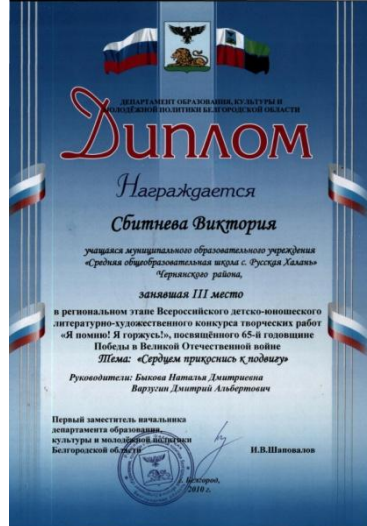 ДЕПАРТАМЕНТ ОБРАЗОВАНИЯ, КУЛЬТУРЫ И
МОЛОДЁЖНОЙ ПОЛИТИКИ БЕЛГОРОДСКОЙ ОБЛАСТИ
Диплом
Награждается
Сбитнева Виктория
учащаяся муниципального образовательного учреждения
«Средняя общеобразовательная школа с. Русская Халань»
Чернянского района,
занявшая III место
в региональном этапе Всероссийского детско-юношеского
литературно-художественного конкурса творческих работ
«Я помню! Я горжусь!», посвящённого 65-й годовщине
Победы в Великой Отечественной войне
Тема: «Сердцем прикоснись к подвигу»
Руководители: Быкова Наталья Дмитриевна
Варзугин Дмитрий Альбертович
Первый заместитель начальника
департамента образования,
культуры и молодёжной политики
Белгородской области И.В.Шаповалов
г. Белгород,
2010 г.